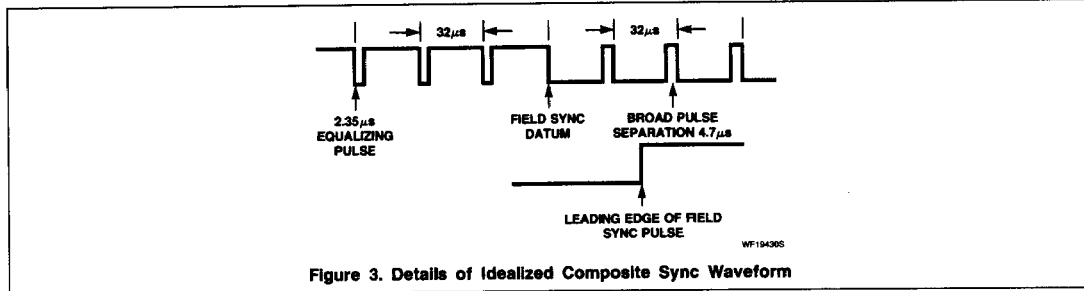 32μs
32μs
2.35μs
EQUALIZING
PULSE
FIELD SYNC
DATUM
BROAD PULSE
SEPARATION 4.7μs
LEADING EDGE OF FIELD
SYNC PULSE
WF19430S
Figure 3. Details of Idealized Composite Sync Waveform